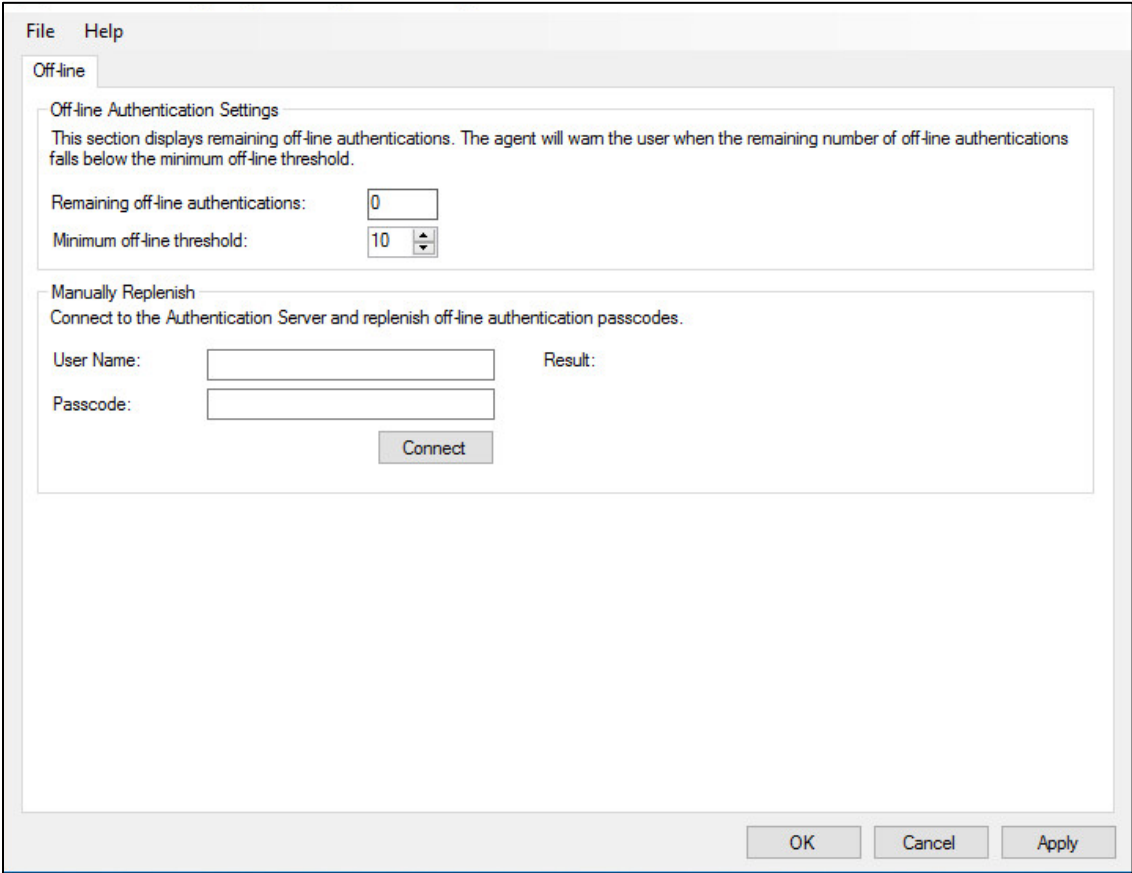 File Help
Off-line
Off-line Authentication Settings
This section displays remaining off-line authentications. The agent will warn the user when the remaining number of off-line authentications
falls below the minimum off-line threshold.
Remaining off-line authentications: 0
Minimum off-line threshold: 10
Manually Replenish
Connect to the Authentication Server and replenish off-line authentication passcodes.
User Name: Result:
Passcode:
Connect
OK Cancel Apply